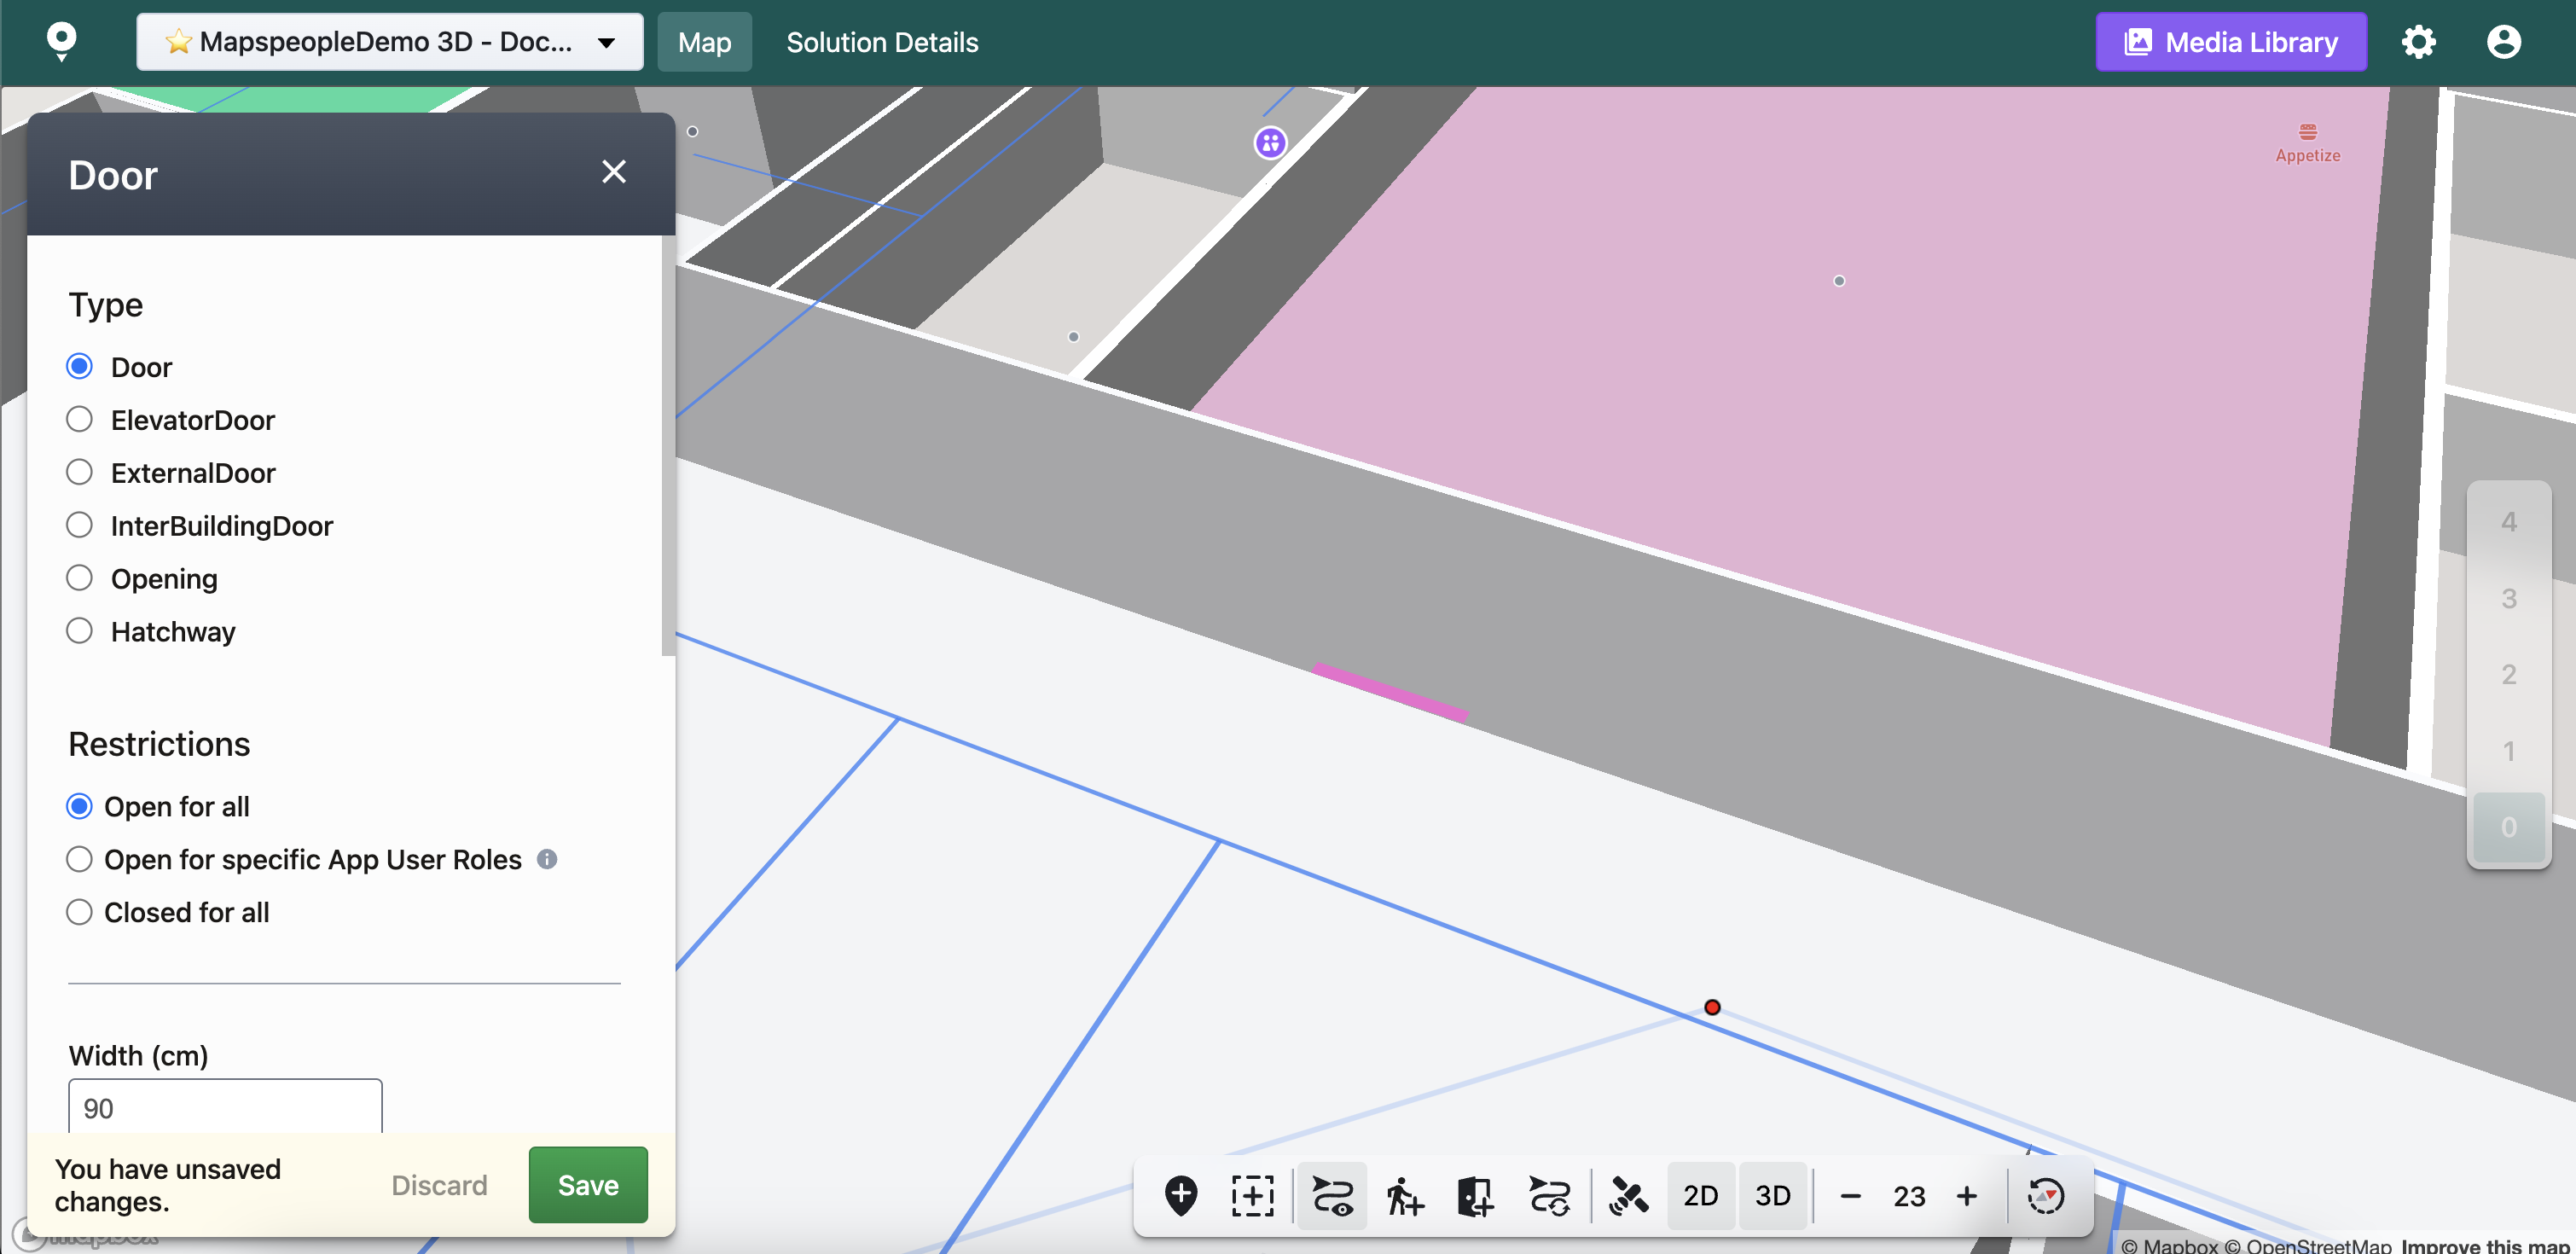 ⭐ MapspeopleDemo 3D - Doc...
Map
Solution Details
Media Library
Door
Type
Door
ElevatorDoor
ExternalDoor
InterBuildingDoor
Opening
Hatchway
Restrictions
Open for all
Open for specific App User Roles
Closed for all
Width (cm)
90
You have unsaved
changes.
Discard
Save
Appetize
4
3
2
1
0
2D
3D
23
mapbox
© Mapbox © OpenStreetMap Improve this map